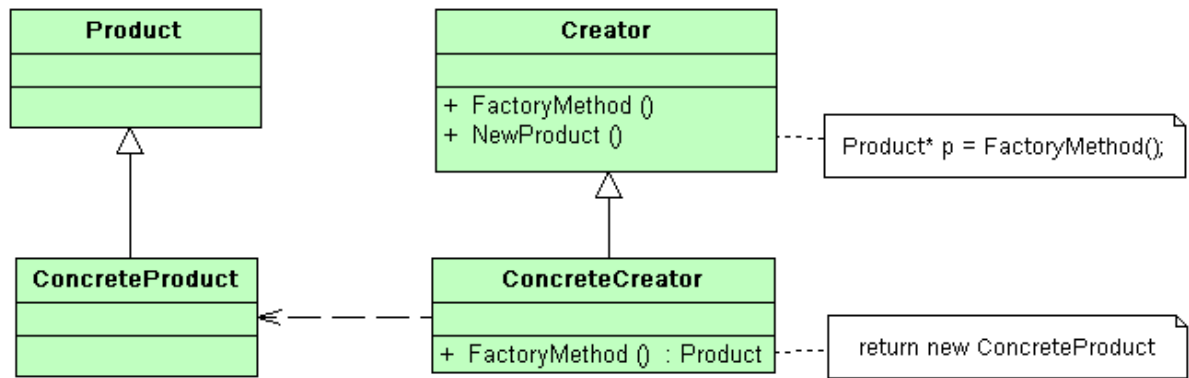 Product
Creator
+ FactoryMethod ()
+ NewProduct ()
Product* p = FactoryMethod();
ConcreteProduct
ConcreteCreator
+ FactoryMethod () : Product
return new ConcreteProduct